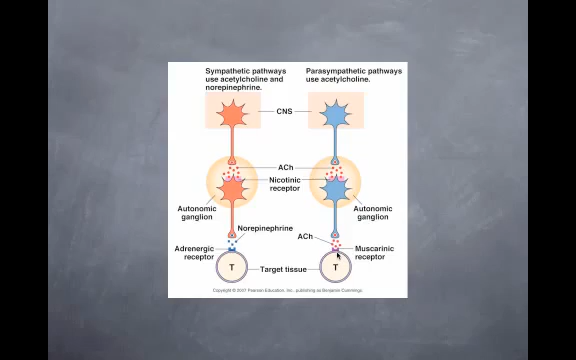 Sympathetic pathways
use acetylcholine and
norepinephrine.
Parasympathetic pathways
use acetylcholine.
CNS
ACh
Nicotinic
receptor
Autonomic
ganglion
Autonomic
ganglion
Norepinephrine
ACh
Adrenergic
receptor
Muscarinic
receptor
T
Target tissue
T
Copyright © 2007 Pearson Education, Inc., publishing as Benjamin Cummings.